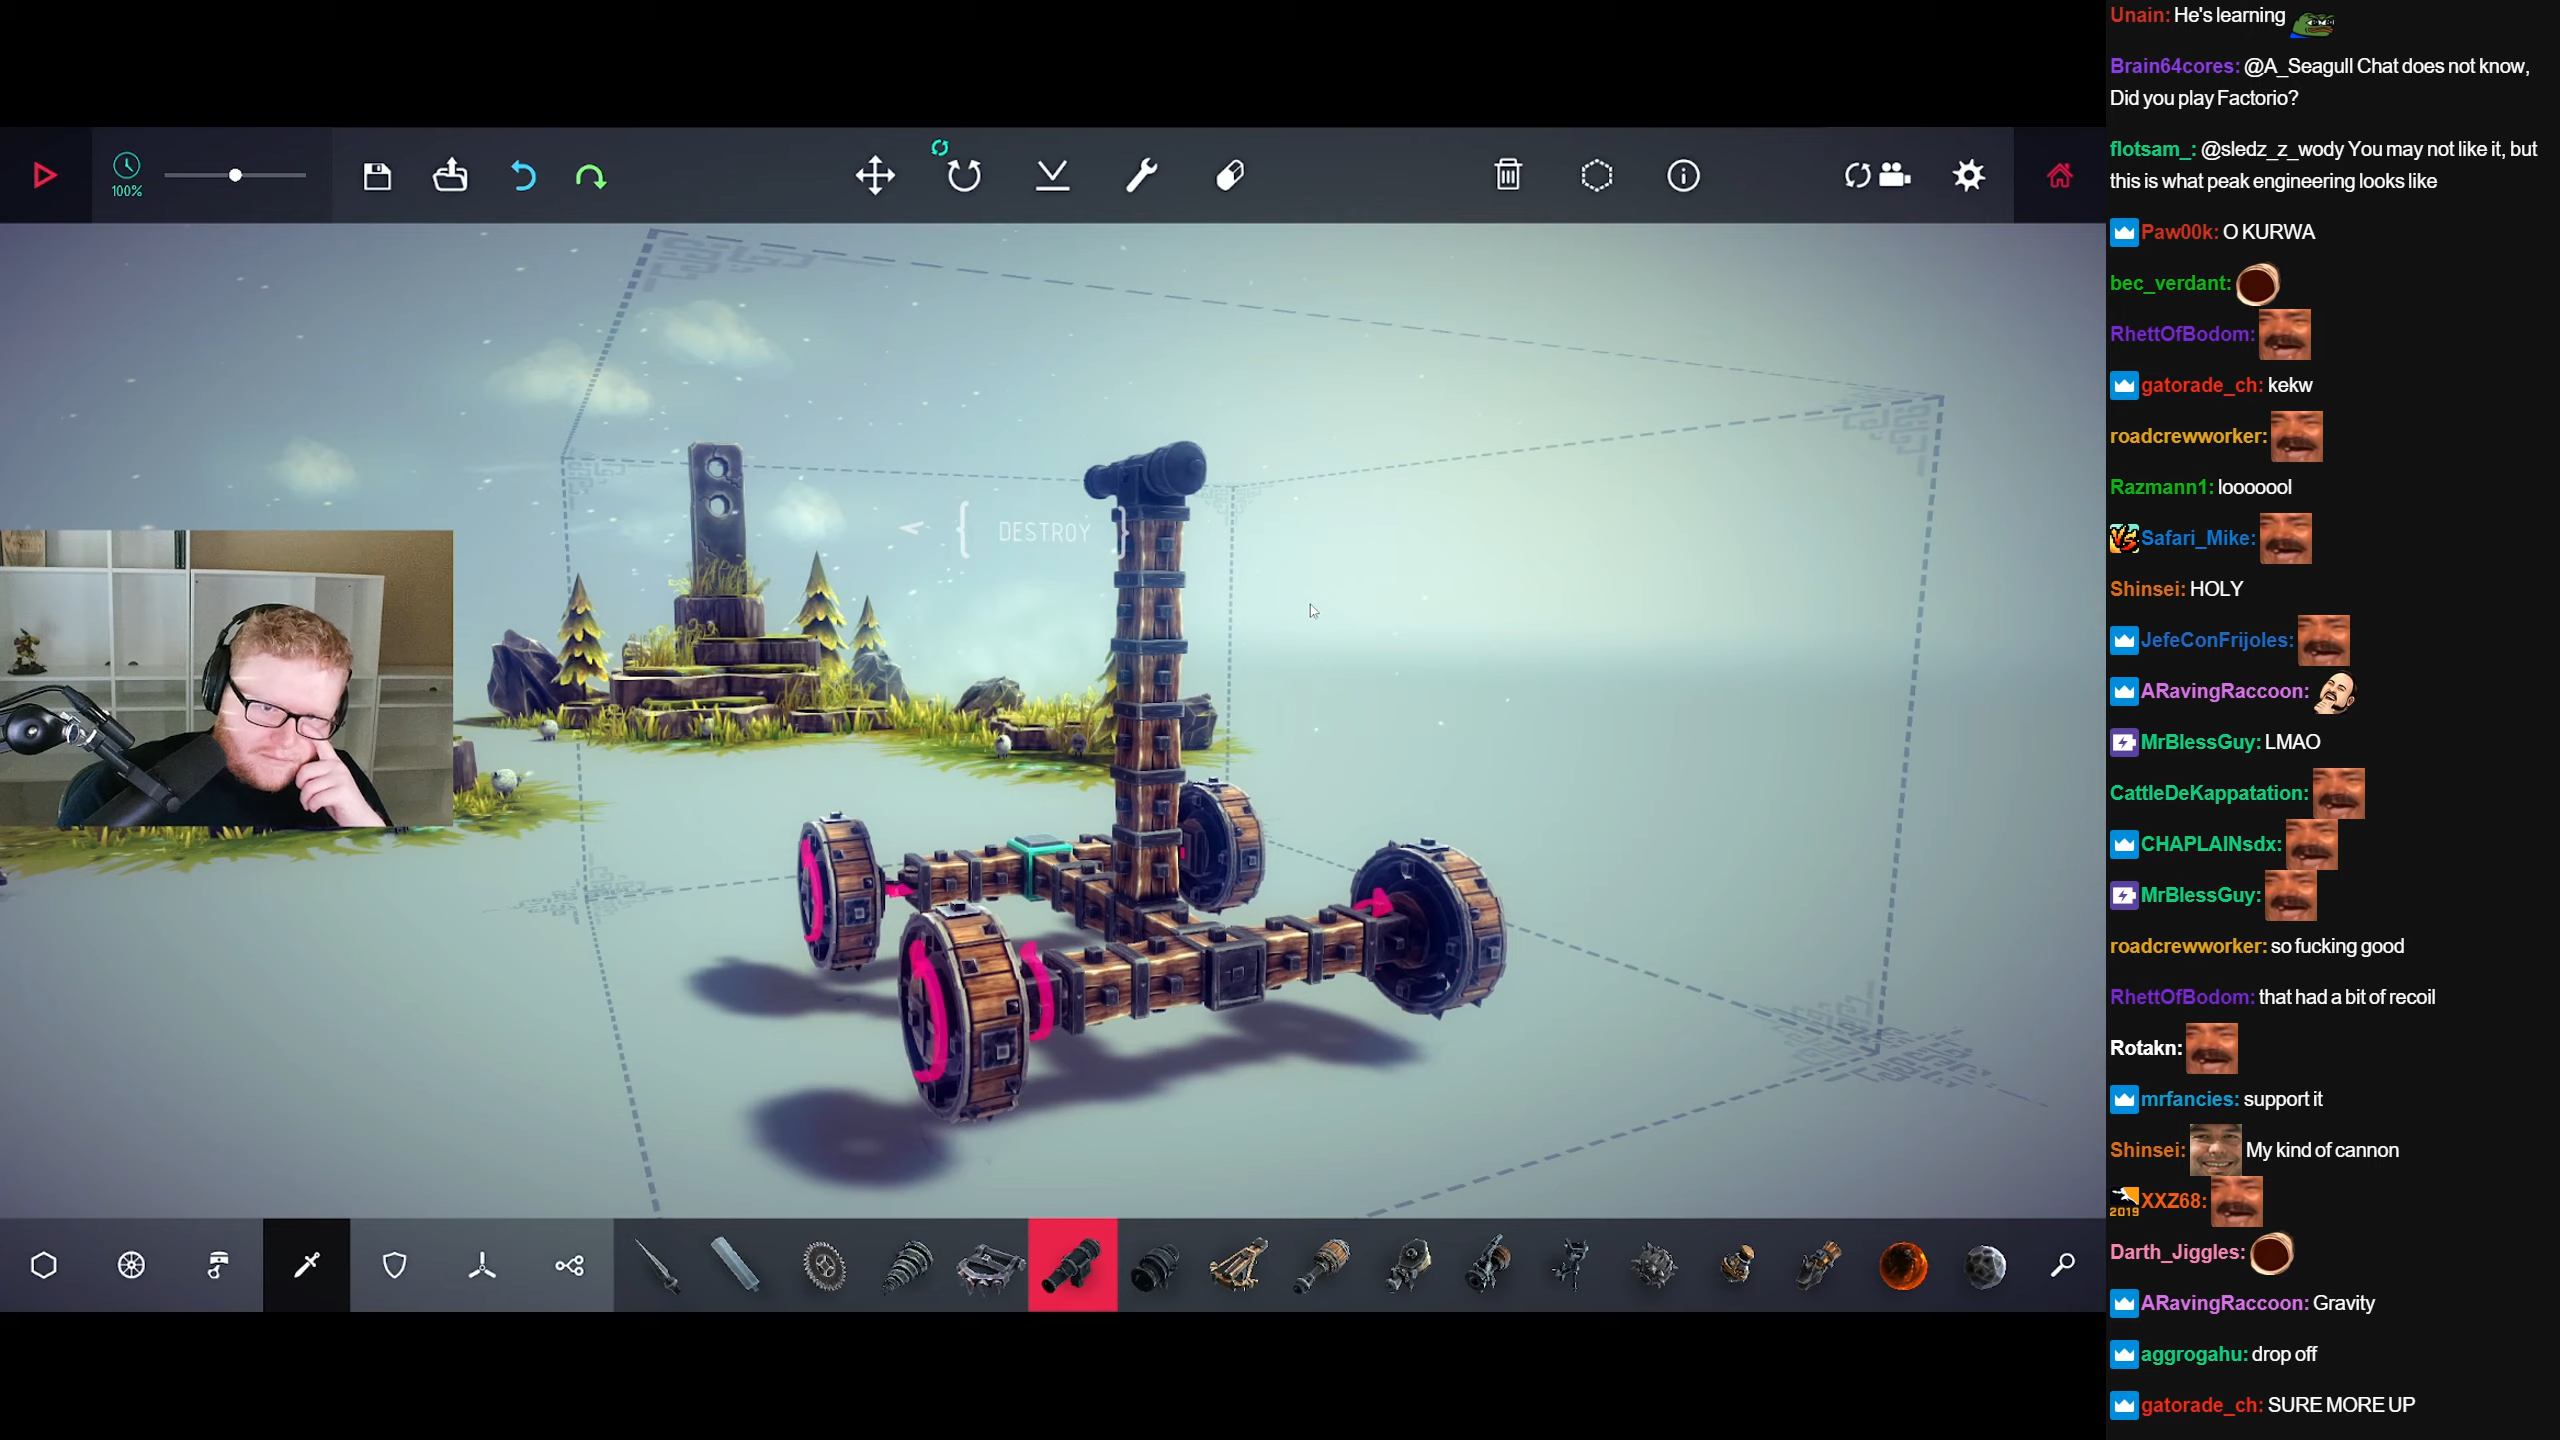 100%
DESTROY
Unain: He's learning
Brain64cores: @A_Seagull Chat does not know,
Did you play Factorio?
flotsam_: @sledz_z_wody You may not like it, but
this is what peak engineering looks like
Paw00k: O KURWA
bec_verdant:
RhettOfBodom:
gatorade_ch: kekw
roadcrewworker:
Razmann1: looooool
VS Safari_Mike:
Shinsei: HOLY
JefeConFrijoles:
ARavingRaccoon:
MrBlessGuy: LMAO
CattleDeKappatation:
CHAPLAINsdx:
MrBlessGuy:
roadcrewworker: so fucking good
RhettOfBodom: that had a bit of recoil
Rotakn:
mrfancies: support it
Shinsei: My kind of cannon
2019 XXZ68:
Darth_Jiggles:
ARavingRaccoon: Gravity
aggrogahu: drop off
gatorade_ch: SURE MORE UP